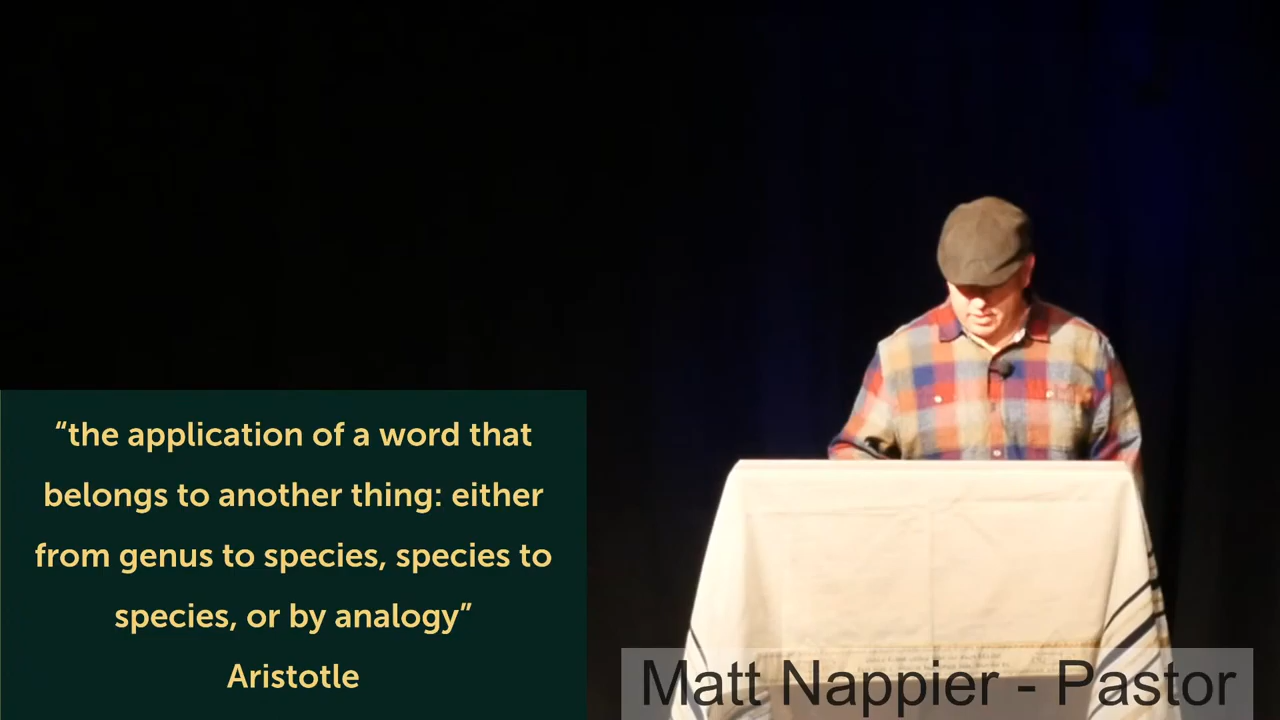 “the application of a word that
belongs to another thing: either
from genus to species, species to
species, or by analogy”
Aristotle
Matt Nappier - Pastor